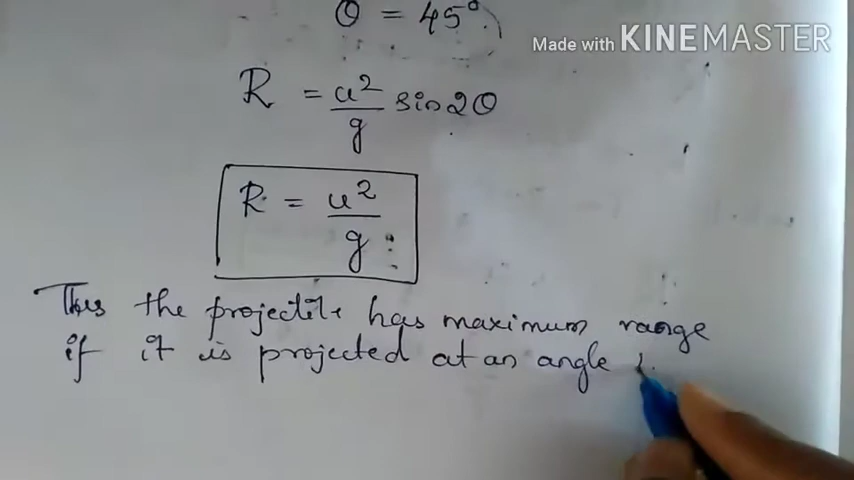 θ = 45°
Made with KINEMASTER
R = u²/g sin2θ
R = u²/g
Thus the projectile has maximum range
if it is projected at an angle